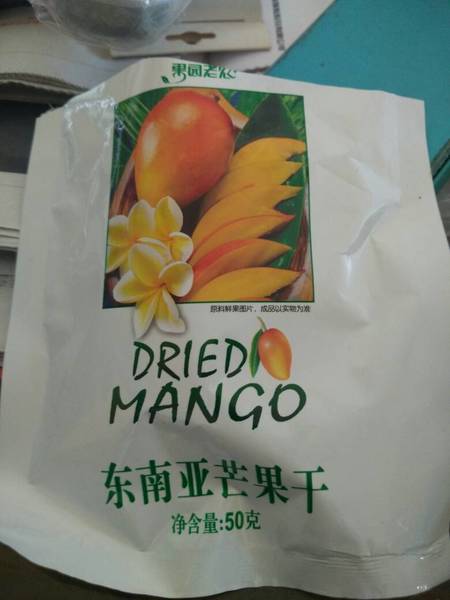 果园老农
原料鲜果图片，成品以实物为准
DRIED
MANGO
东南亚芒果干
净含量:50克